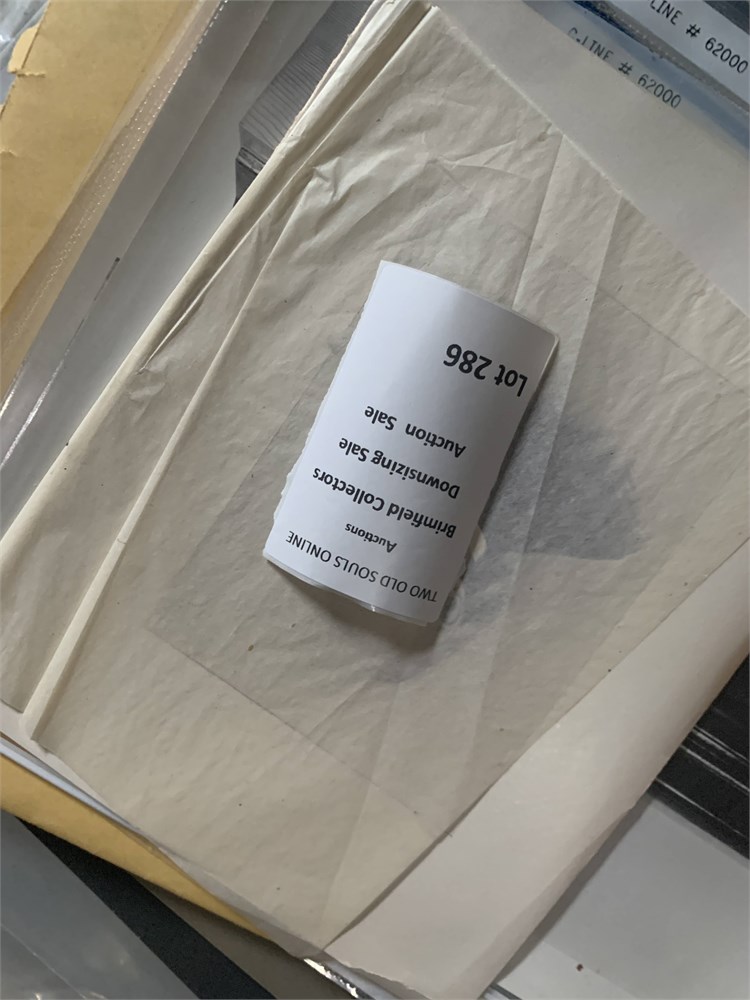 LINE # 62000
C-LINE # 62000
TWO OLD SOULS ONLINE
Auctions
Brimfield Collectors
Downsizing Sale
Auction Sale
Lot 286